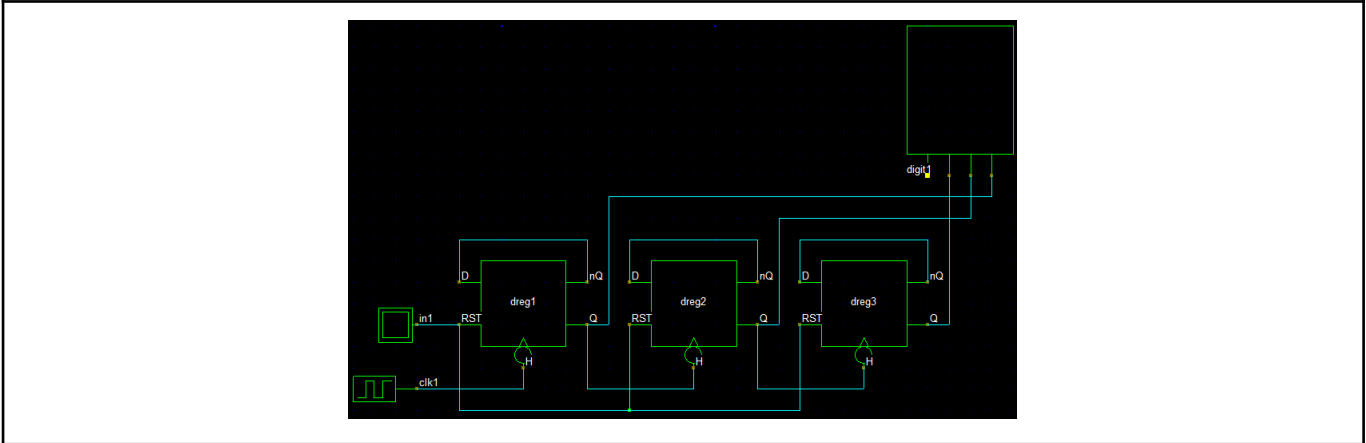 digit1
D nQ D nQ D nQ
dreg1 dreg2 dreg3
in1 RST Q RST Q RST Q
H H H
clk1